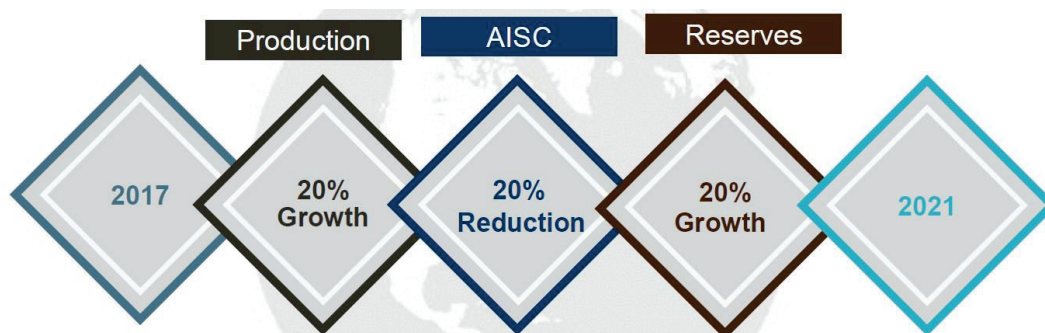 Production
AISC
Reserves
2017
20%
Growth
20%
Reduction
20%
Growth
2021